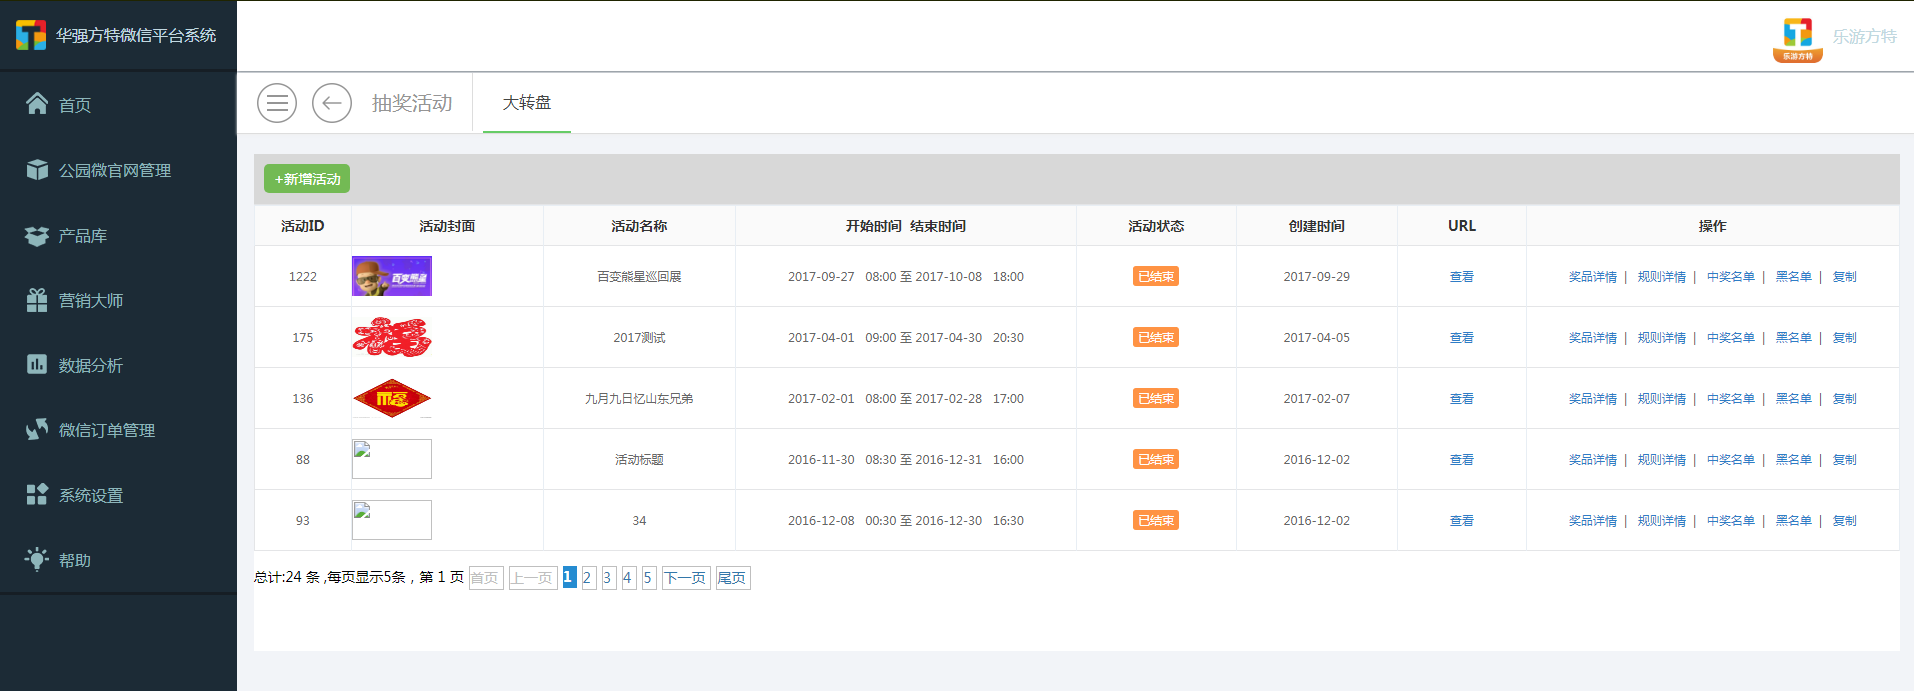 华强方特微信平台系统
乐游方特
乐游方特
首页
公园微官网管理
产品库
营销大师
数据分析
微信订单管理
系统设置
帮助
抽奖活动
大转盘
+新增活动
活动ID 活动封面 活动名称 开始时间 结束时间 活动状态 创建时间 URL 操作
1222 百变熊星 百变熊星巡回展 2017-09-27 08:00 至 2017-10-08 18:00 已结束 2017-09-29 查看 奖品详情 | 规则详情 | 中奖名单 | 黑名单 | 复制
175 2017测试 2017-04-01 09:00 至 2017-04-30 20:30 已结束 2017-04-05 查看 奖品详情 | 规则详情 | 中奖名单 | 黑名单 | 复制
136 九月九日忆山东兄弟 2017-02-01 08:00 至 2017-02-28 17:00 已结束 2017-02-07 查看 奖品详情 | 规则详情 | 中奖名单 | 黑名单 | 复制
88 活动标题 2016-11-30 08:30 至 2016-12-31 16:00 已结束 2016-12-02 查看 奖品详情 | 规则详情 | 中奖名单 | 黑名单 | 复制
93 34 2016-12-08 00:30 至 2016-12-30 16:30 已结束 2016-12-02 查看 奖品详情 | 规则详情 | 中奖名单 | 黑名单 | 复制
总计:24 条 ,每页显示5条，第 1 页 首页 上一页 1 2 3 4 5 下一页 尾页